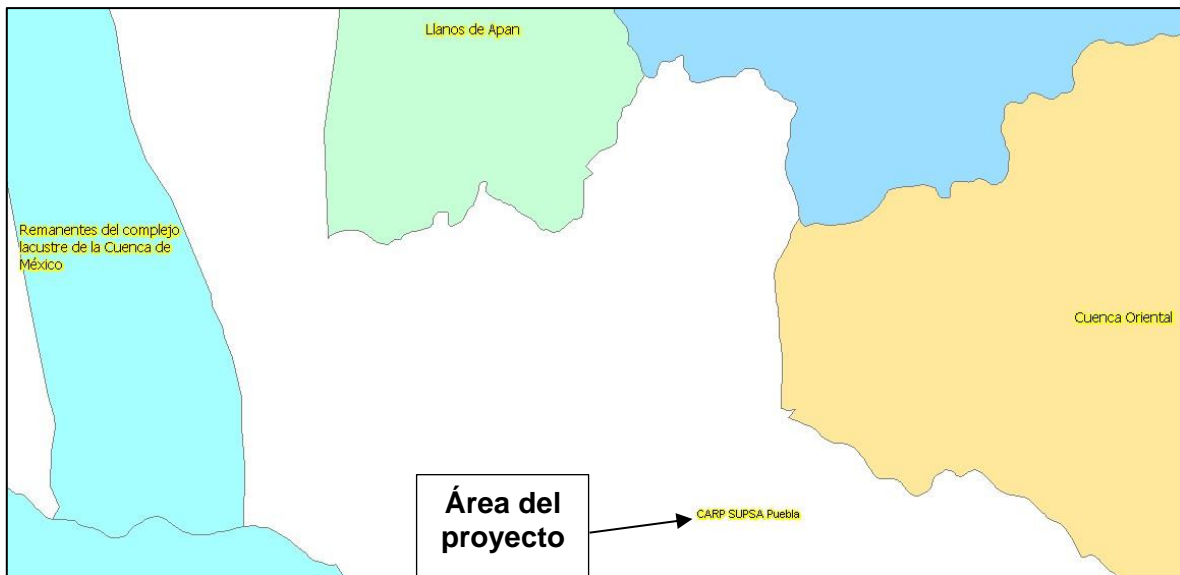 Llanos de Apan
Remanentes del complejo
lacustre de la Cuenca de
México
Cuenca Oriental
Área del
proyecto
CARP SUPSA Puebla